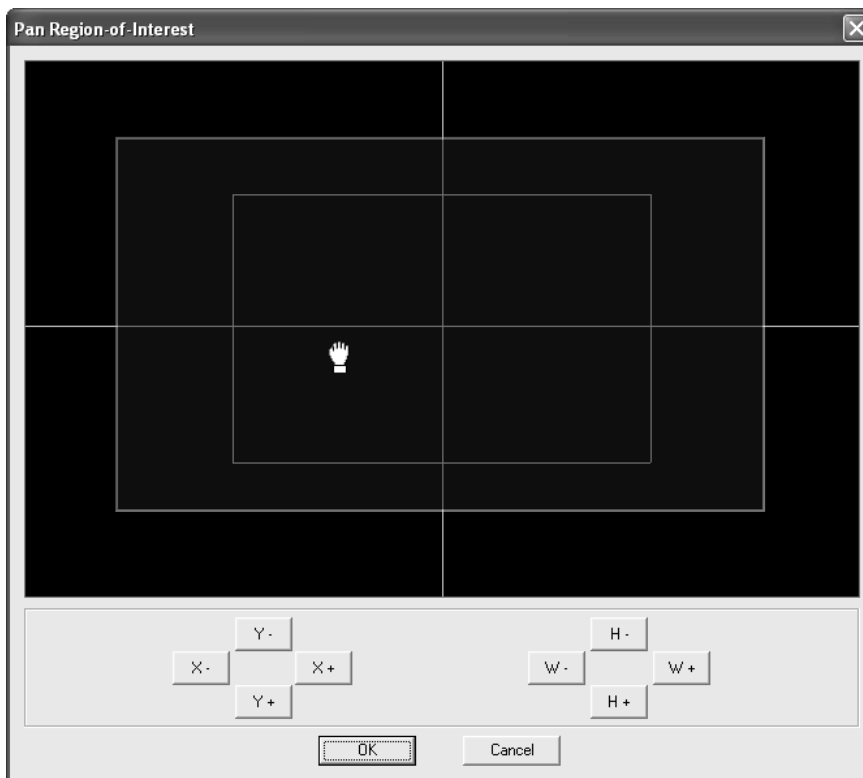 Pan Region-of-Interest
Y -
H -
X -
X +
W -
W +
Y +
H +
OK
Cancel